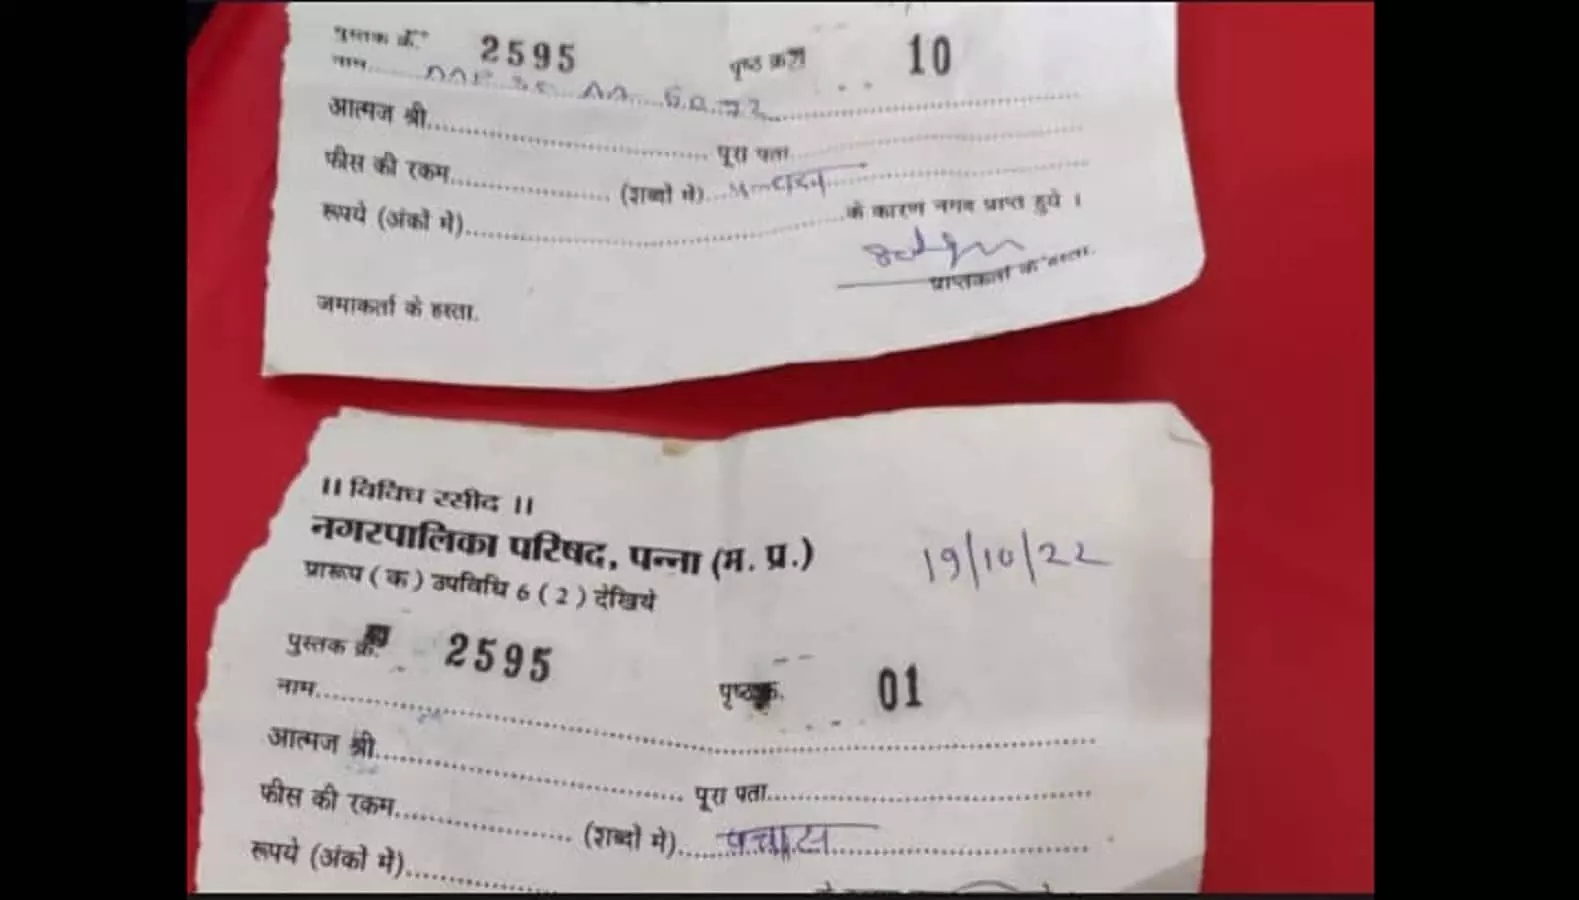 पुस्तक क्रं. 2595 पृष्ठ क्र. 10
नाम
आत्मज श्री
पूरा पता
फीस की रकम (शब्दों में)
रूपये (अंकों में) के कारण नगद प्राप्त हुये ।
प्राप्तकर्ता के हस्ता.
जमाकर्ता के हस्ता.
।। विविध रसीद ।।
नगरपालिका परिषद, पन्ना (म. प्र.) 19/10/22
प्रारूप ( क ) उपविधि 6 ( 2 ) देखिये
पुस्तक क्रं. 2595 पृष्ठ क्र. 01
नाम
आत्मज श्री पूरा पता
फीस की रकम (शब्दों में) पचास
रूपये (अंकों में)